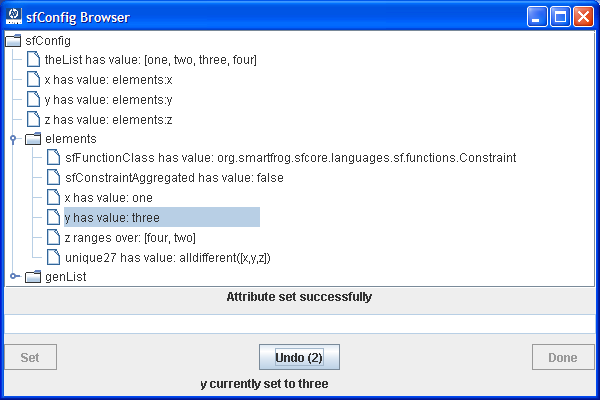 sfConfig Browser
sfConfig
theList has value: [one, two, three, four]
x has value: elements:x
y has value: elements:y
z has value: elements:z
elements
sfFunctionClass has value: org.smartfrog.sfcore.languages.sf.functions.Constraint
sfConstraintAggregated has value: false
x has value: one
y has value: three
z ranges over: [four, two]
unique27 has value: alldifferent([x,y,z])
genList
Attribute set successfully
Set
Undo (2)
Done
y currently set to three